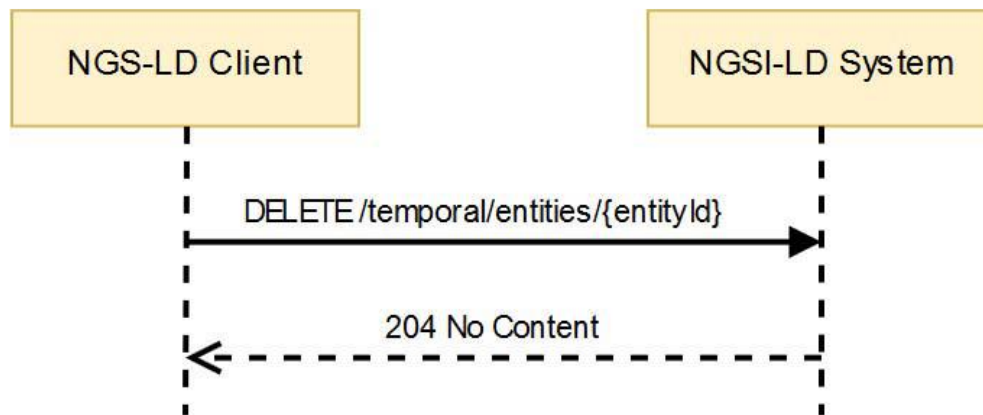 NGS-LD Client
NGSI-LD System
DELETE /temporal/entities/{entityId}
204 No Content